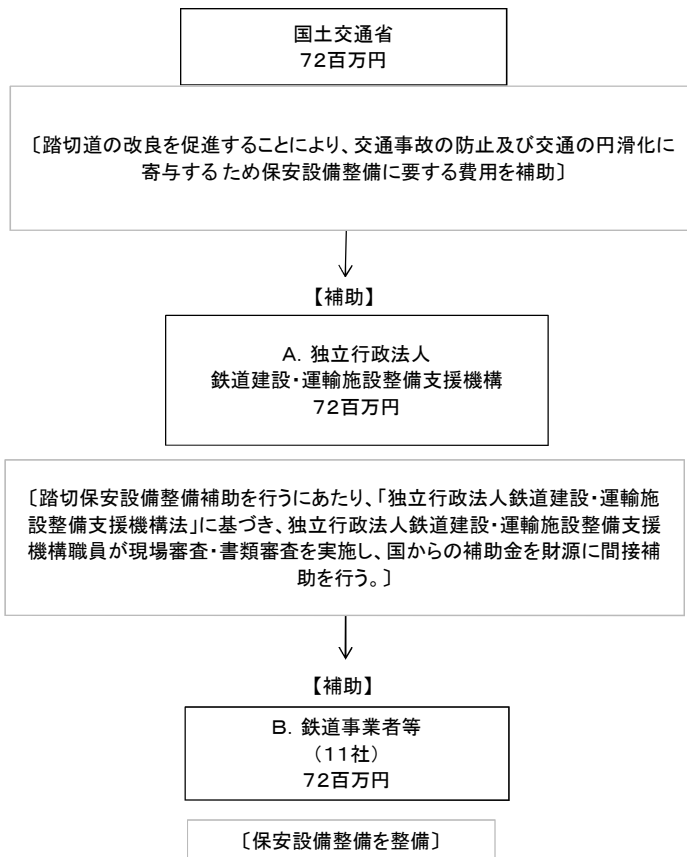 国土交通省
72百万円
〔踏切道の改良を促進することにより、交通事故の防止及び交通の円滑化に
寄与するため保安設備整備に要する費用を補助〕
【補助】
A. 独立行政法人
鉄道建設・運輸施設整備支援機構
72百万円
〔踏切保安設備整備補助を行うにあたり、「独立行政法人鉄道建設・運輸施
設整備支援機構法」に基づき、独立行政法人鉄道建設・運輸施設整備支援
機構職員が現場審査・書類審査を実施し、国からの補助金を財源に間接補
助を行う。〕
【補助】
B. 鉄道事業者等
(11社)
72百万円
〔保安設備整備を整備〕